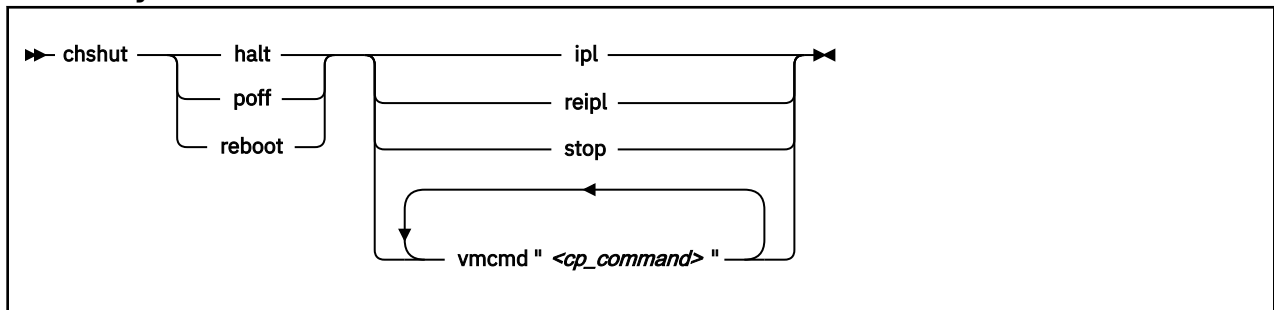 chshut halt ipl
poff reipl
reboot stop
vmcmd " <cp_command> "